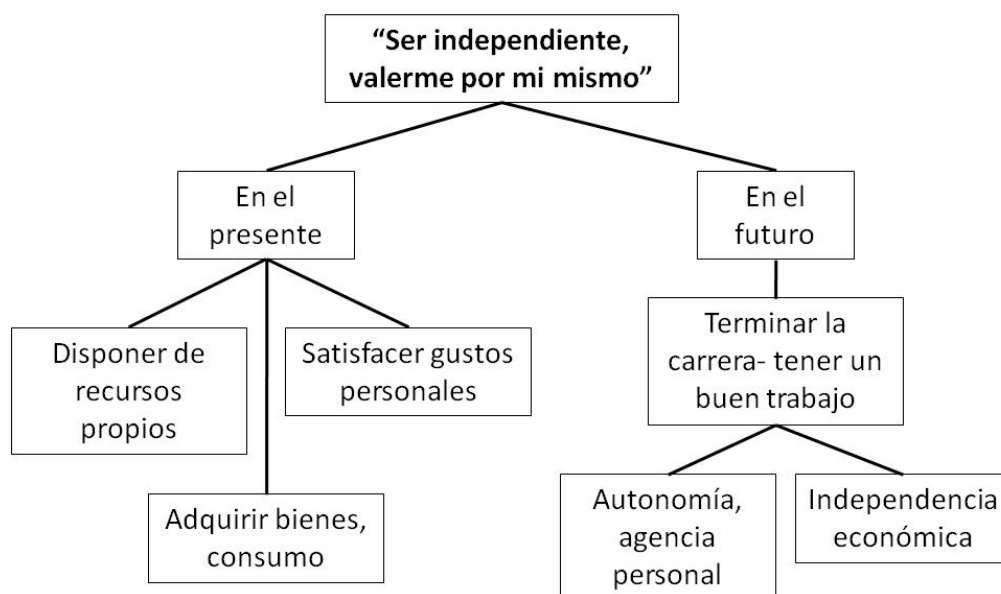 “Ser independiente,
valerme por mi mismo”
En el
presente
En el
futuro
Disponer de
recursos
propios
Satisfacer gustos
personales
Adquirir bienes,
consumo
Terminar la
carrera- tener un
buen trabajo
Autonomía,
agencia
personal
Independencia
económica